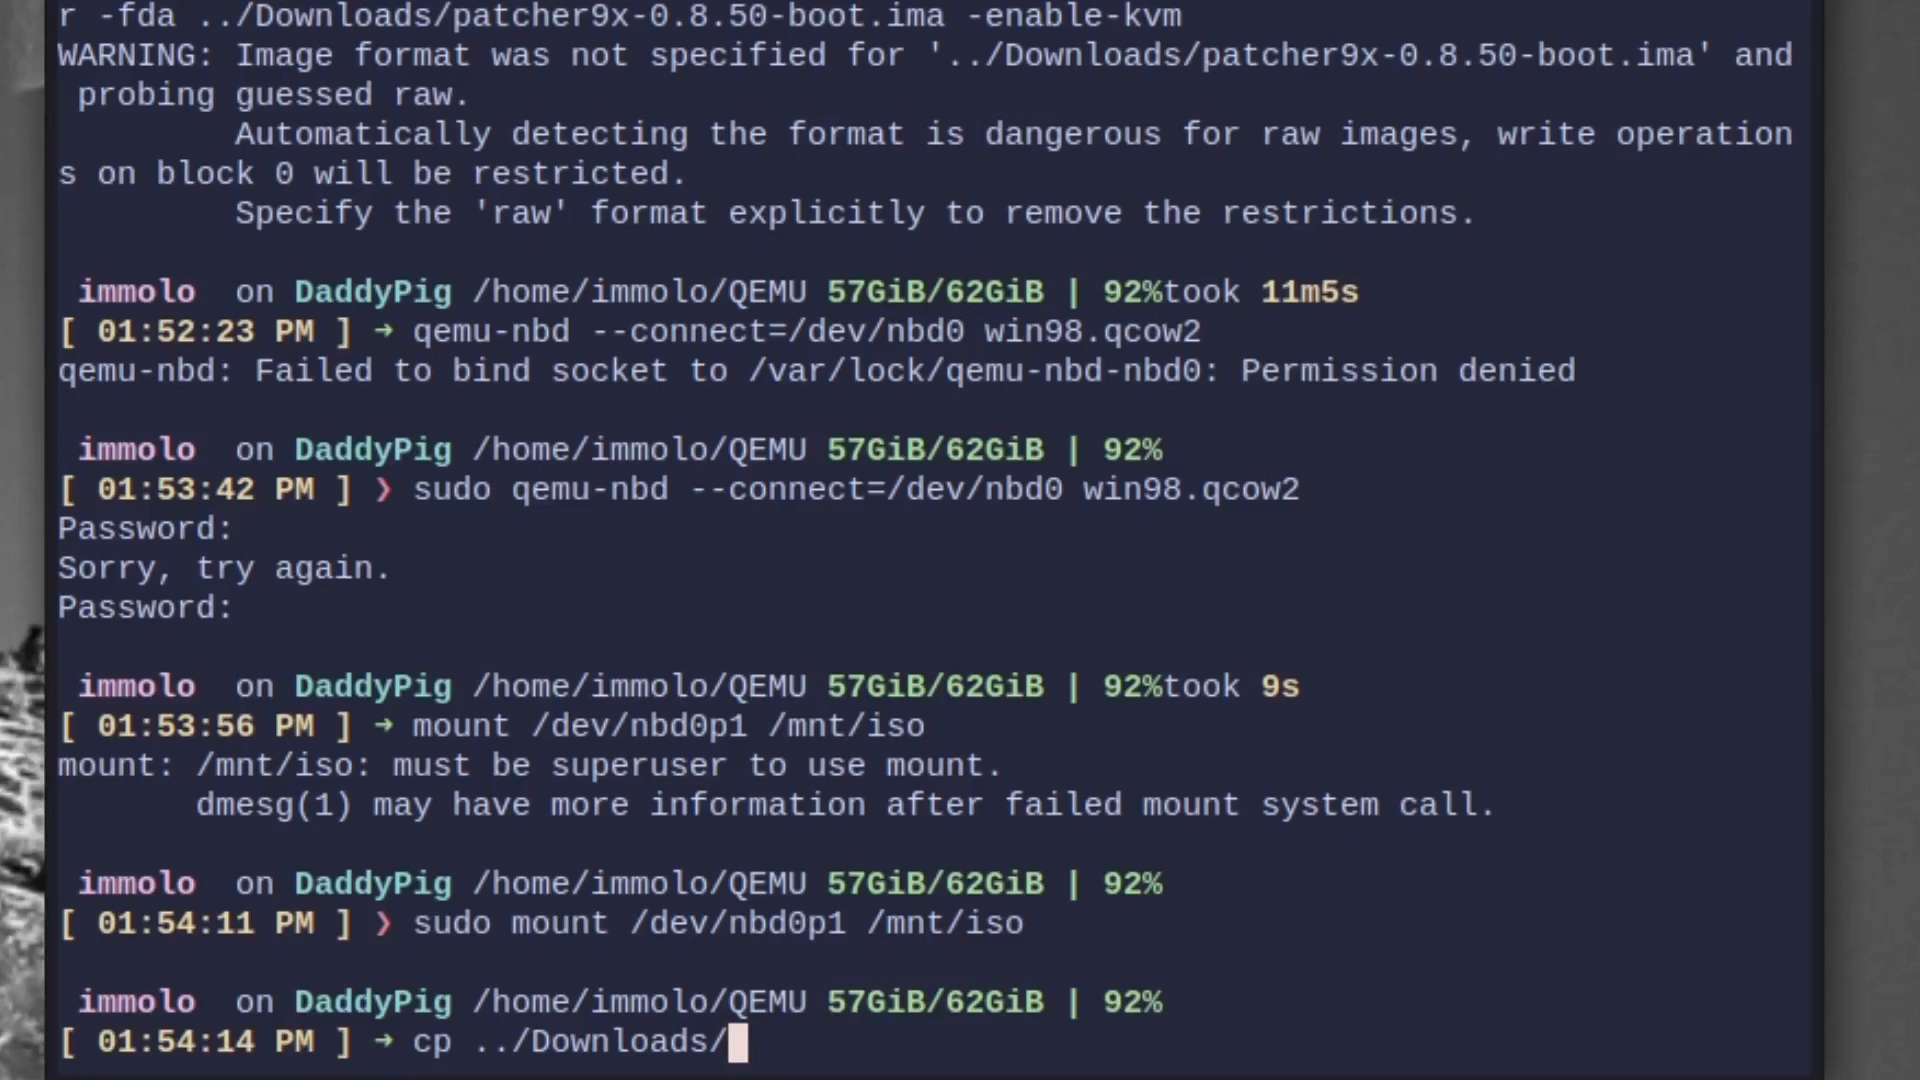 r -fda ../Downloads/patcher9x-0.8.50-boot.ima -enable-kvm
WARNING: Image format was not specified for '../Downloads/patcher9x-0.8.50-boot.ima' and
probing guessed raw.
Automatically detecting the format is dangerous for raw images, write operation
s on block 0 will be restricted.
Specify the 'raw' format explicitly to remove the restrictions.
immolo on DaddyPig /home/immolo/QEMU 57GiB/62GiB | 92%took 11m5s
[ 01:52:23 PM ] ➜ qemu-nbd --connect=/dev/nbd0 win98.qcow2
qemu-nbd: Failed to bind socket to /var/lock/qemu-nbd-nbd0: Permission denied
immolo on DaddyPig /home/immolo/QEMU 57GiB/62GiB | 92%
[ 01:53:42 PM ] ❯ sudo qemu-nbd --connect=/dev/nbd0 win98.qcow2
Password:
Sorry, try again.
Password:
immolo on DaddyPig /home/immolo/QEMU 57GiB/62GiB | 92%took 9s
[ 01:53:56 PM ] ➜ mount /dev/nbd0p1 /mnt/iso
mount: /mnt/iso: must be superuser to use mount.
dmesg(1) may have more information after failed mount system call.
immolo on DaddyPig /home/immolo/QEMU 57GiB/62GiB | 92%
[ 01:54:11 PM ] ❯ sudo mount /dev/nbd0p1 /mnt/iso
immolo on DaddyPig /home/immolo/QEMU 57GiB/62GiB | 92%
[ 01:54:14 PM ] ➜ cp ../Downloads/